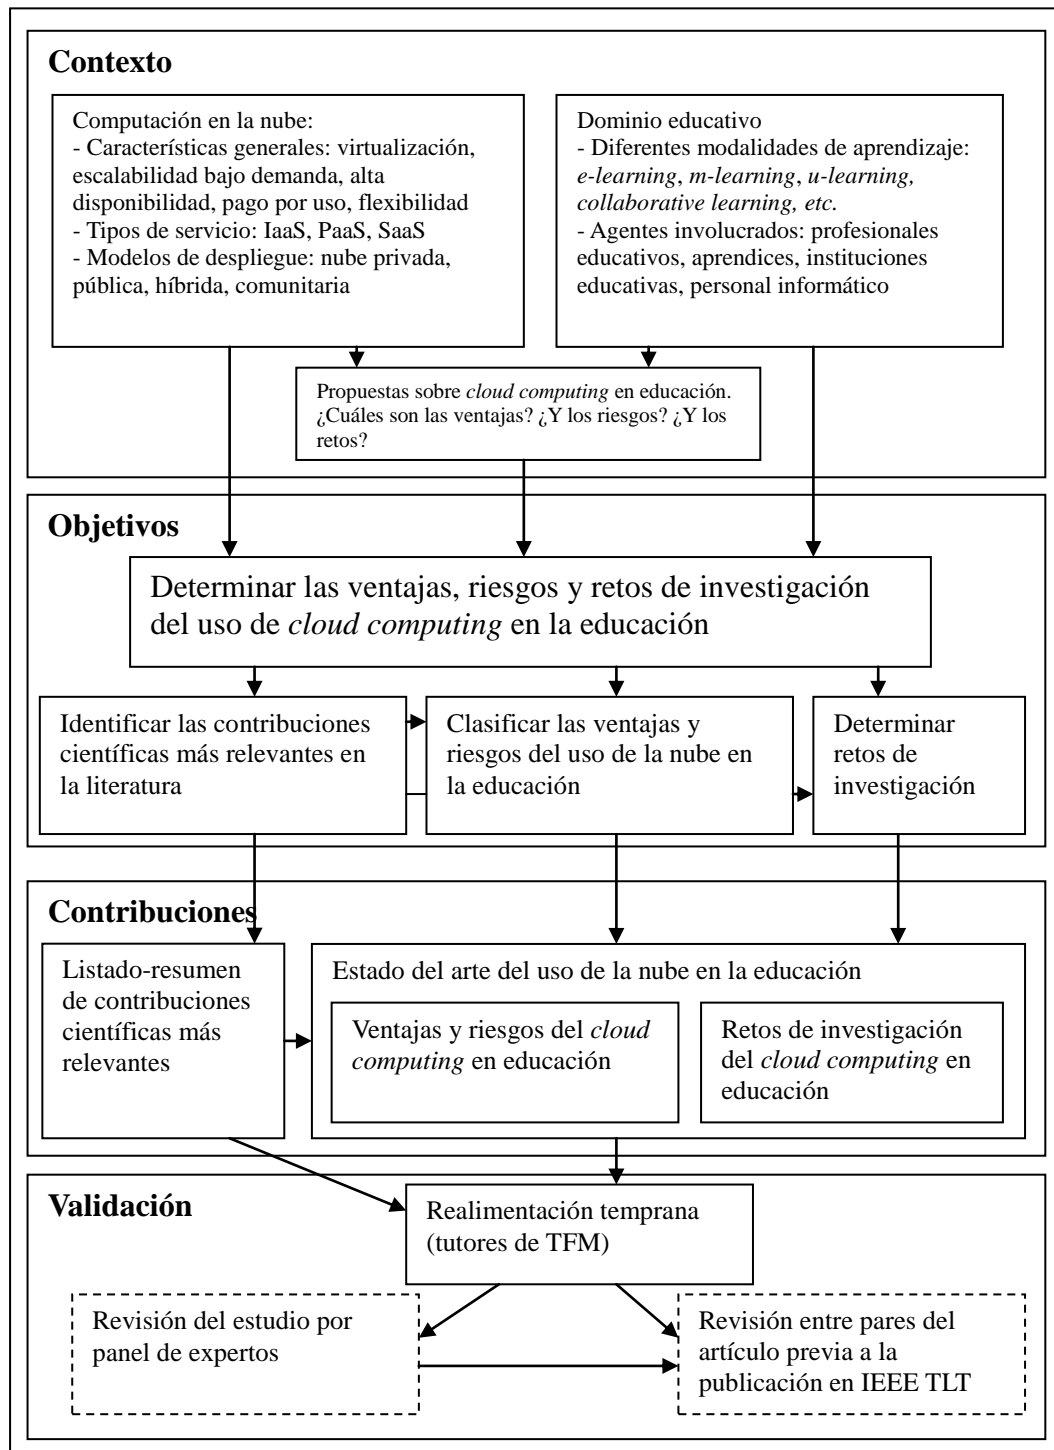 Contexto
Computación en la nube:
- Características generales: virtualización,
escalabilidad bajo demanda, alta
disponibilidad, pago por uso, flexibilidad
- Tipos de servicio: IaaS, PaaS, SaaS
- Modelos de despliegue: nube privada,
pública, híbrida, comunitaria
Dominio educativo
- Diferentes modalidades de aprendizaje:
e-learning, m-learning, u-learning,
collaborative learning, etc.
- Agentes involucrados: profesionales
educativos, aprendices, instituciones
educativas, personal informático
Propuestas sobre cloud computing en educación.
¿Cuáles son las ventajas? ¿Y los riesgos? ¿Y los
retos?
Objetivos
Determinar las ventajas, riesgos y retos de investigación
del uso de cloud computing en la educación
Identificar las contribuciones
científicas más relevantes en
la literatura
Clasificar las ventajas y
riesgos del uso de la nube en
la educación
Determinar
retos de
investigación
Contribuciones
Listado-resumen
de contribuciones
científicas más
relevantes
Estado del arte del uso de la nube en la educación
Ventajas y riesgos del cloud
computing en educación
Retos de investigación
del cloud computing en
educación
Validación
Realimentación temprana
(tutores de TFM)
Revisión del estudio por
panel de expertos
Revisión entre pares del
artículo previa a la
publicación en IEEE TLT